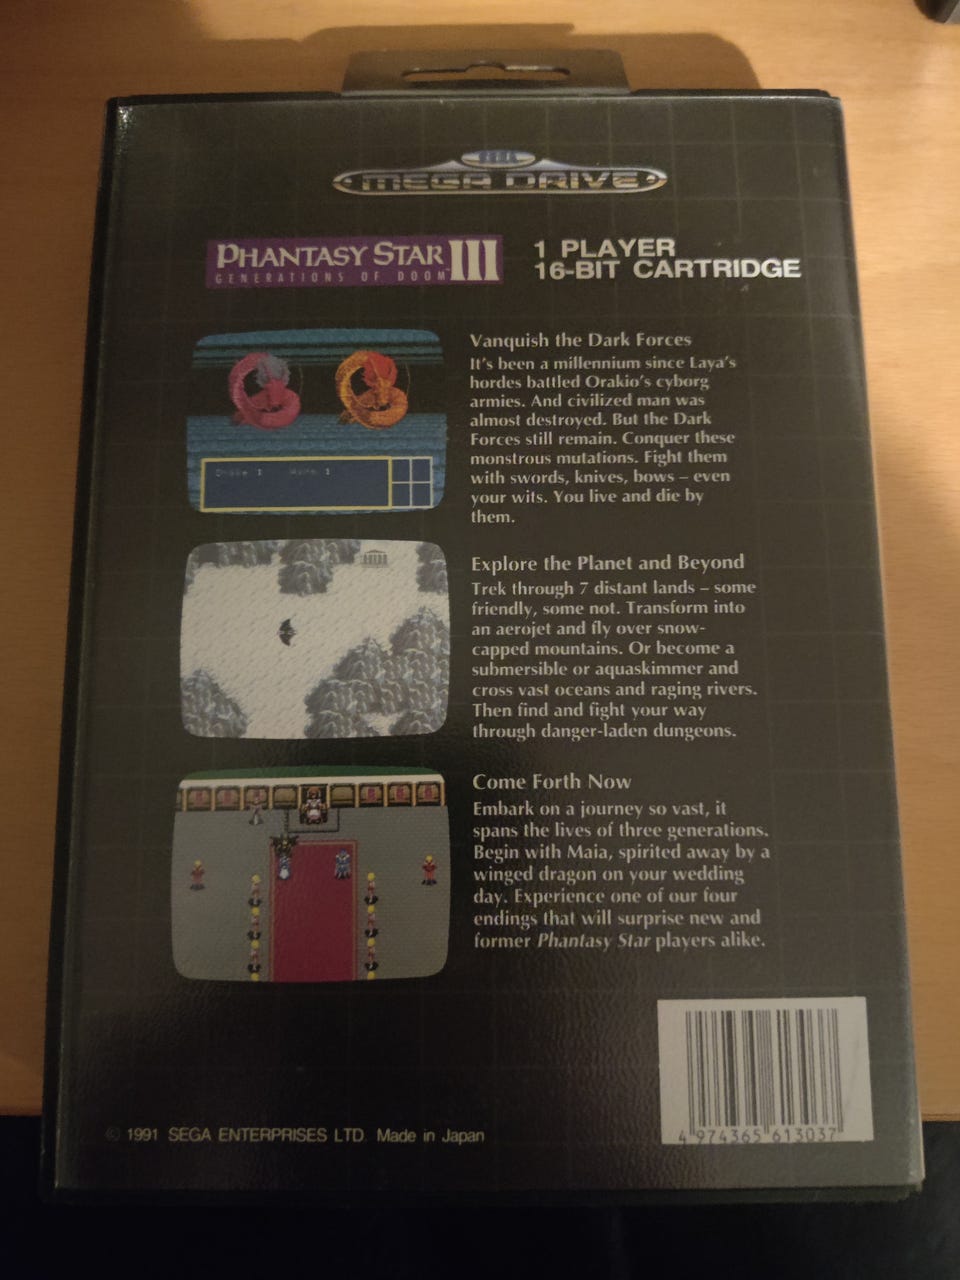 SEGA
MEGA DRIVE
PHANTASY STAR III
GENERATIONS OF DOOM™
1 PLAYER
16-BIT CARTRIDGE
Vanquish the Dark Forces
It's been a millennium since Laya's
hordes battled Orakio's cyborg
armies. And civilized man was
almost destroyed. But the Dark
Forces still remain. Conquer these
monstrous mutations. Fight them
with swords, knives, bows – even
your wits. You live and die by
them.
Explore the Planet and Beyond
Trek through 7 distant lands – some
friendly, some not. Transform into
an aerojet and fly over snow-
capped mountains. Or become a
submersible or aquaskimmer and
cross vast oceans and raging rivers.
Then find and fight your way
through danger-laden dungeons.
Come Forth Now
Embark on a journey so vast, it
spans the lives of three generations.
Begin with Maia, spirited away by a
winged dragon on your wedding
day. Experience one of our four
endings that will surprise new and
former Phantasy Star players alike.
© 1991 SEGA ENTERPRISES LTD. Made in Japan
4 974365 613037